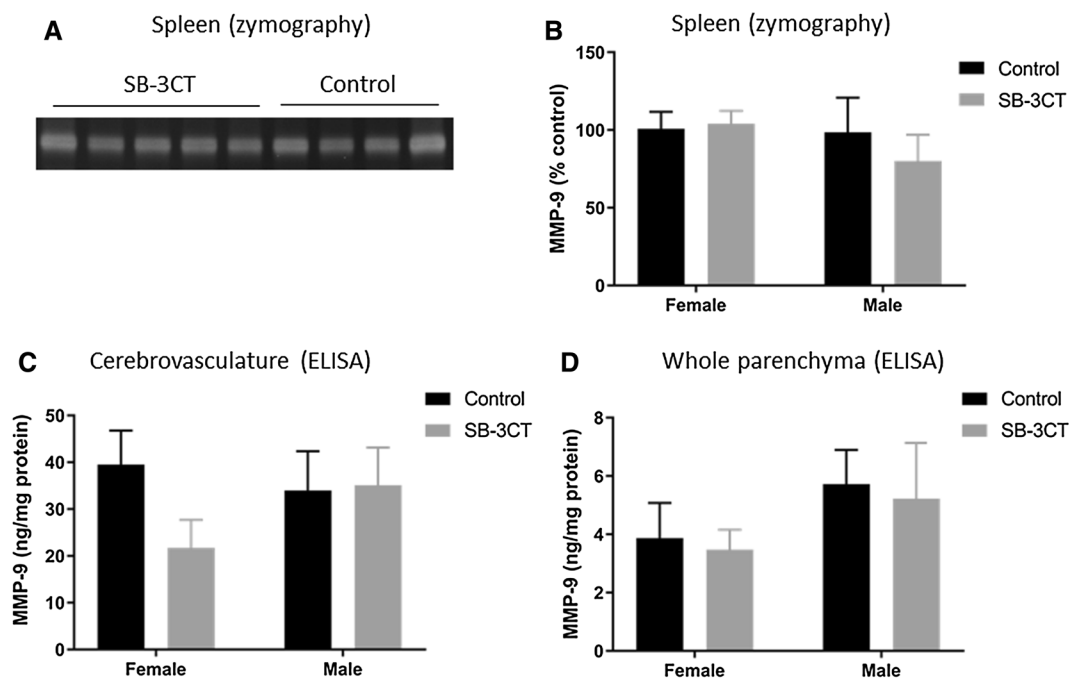 A
Spleen (zymography)
SB-3CT
Control
B
Spleen (zymography)
MMP-9 (% control)
150
100
50
0
Female
Male
Control
SB-3CT
C
Cerebrovasculature (ELISA)
MMP-9 (ng/mg protein)
50
40
30
20
10
0
Female
Male
Control
SB-3CT
D
Whole parenchyma (ELISA)
MMP-9 (ng/mg protein)
8
6
4
2
0
Female
Male
Control
SB-3CT